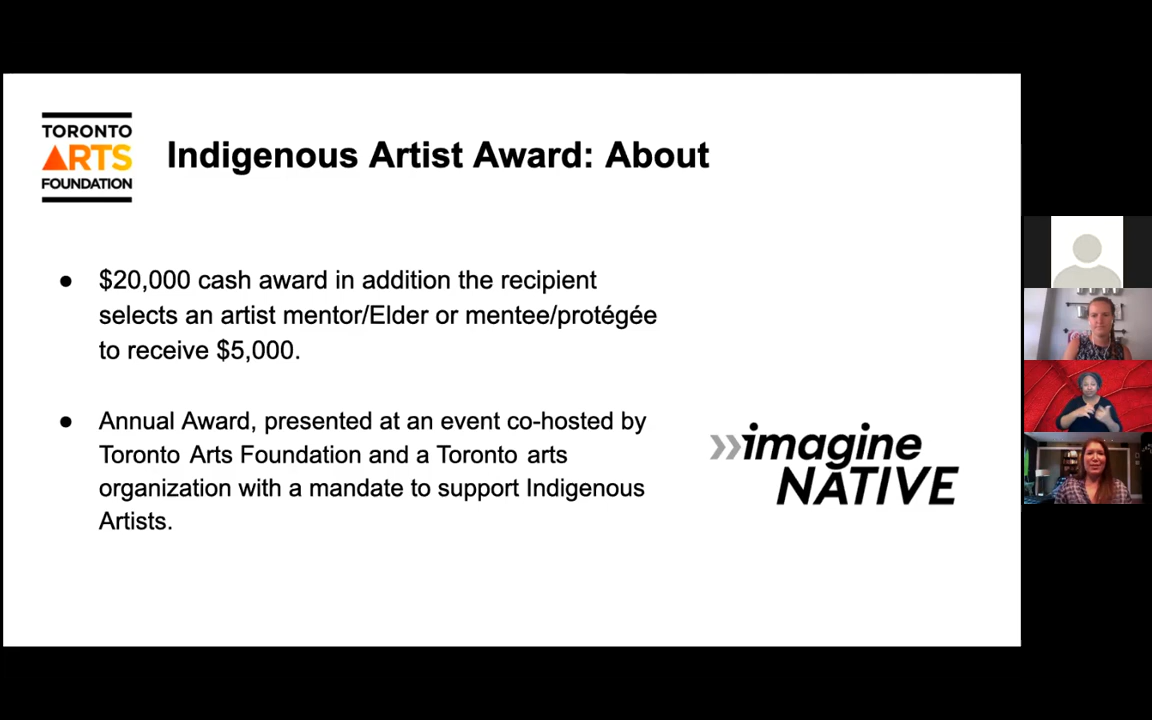 TORONTO
ARTS
FOUNDATION
Indigenous Artist Award: About
● $20,000 cash award in addition the recipient
selects an artist mentor/Elder or mentee/protégée
to receive $5,000.
● Annual Award, presented at an event co-hosted by
Toronto Arts Foundation and a Toronto arts
organization with a mandate to support Indigenous
Artists.
»imagine
NATIVE